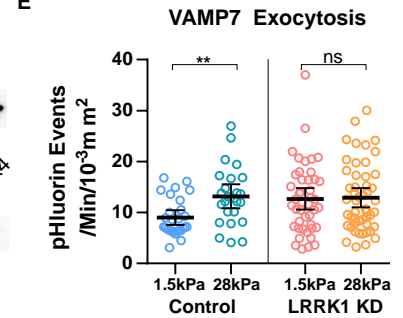 E
VAMP7 Exocytosis
pHluorin Events
/Min/10⁻³m m²
40
30
20
10
0
** ns
1.5kPa 28kPa 1.5kPa 28kPa
Control LRRK1 KD